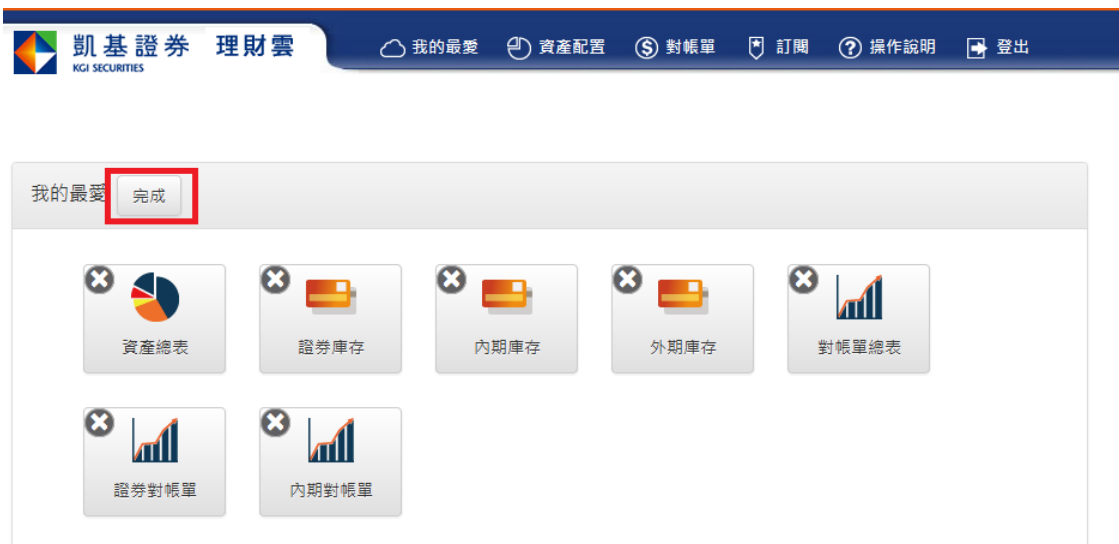 凱基證券 理財雲
KGI SECURITIES
我的最愛 資產配置 對帳單 訂閱 操作說明 登出
我的最愛 完成
資產總表 證券庫存 內期庫存 外期庫存 對帳單總表
證券對帳單 內期對帳單